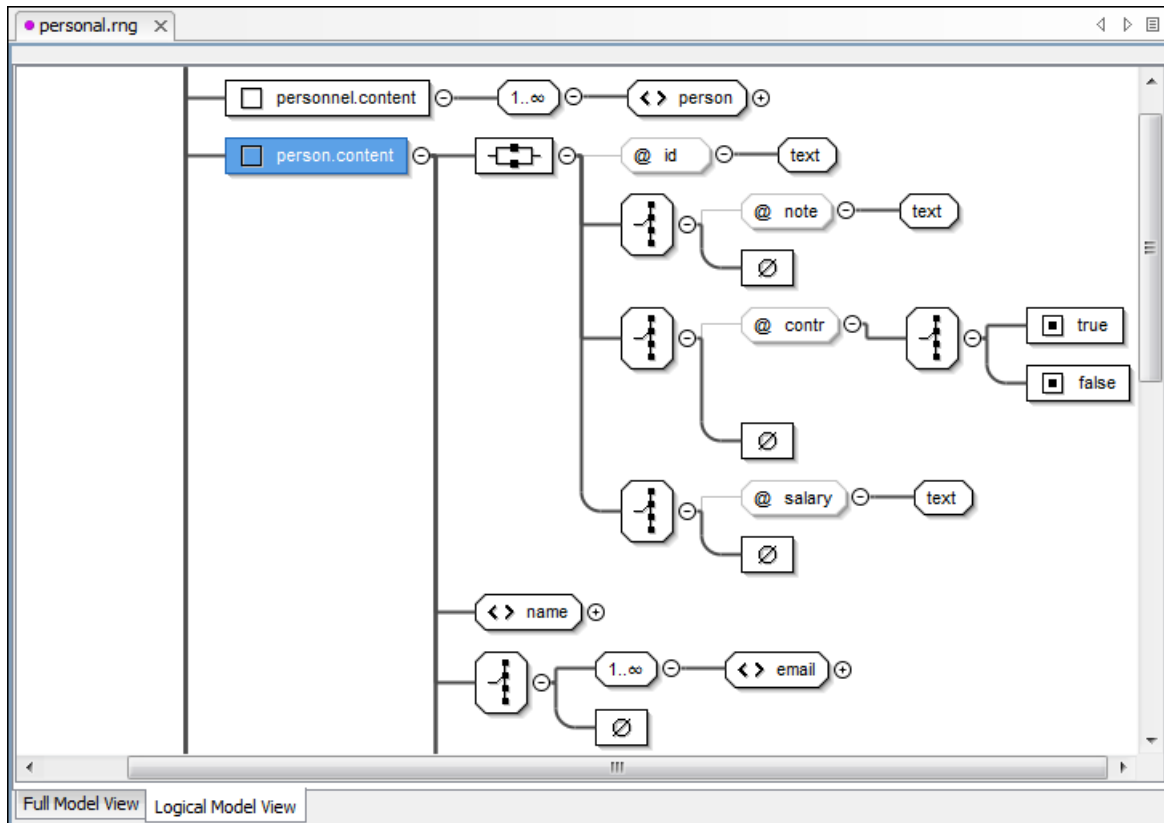 personal.rng
personnel.content 1..∞ < > person
person.content @ id text
@ note text
∅
@ contr true
false
∅
@ salary text
∅
< > name
1..∞ < > email
∅
Full Model View Logical Model View